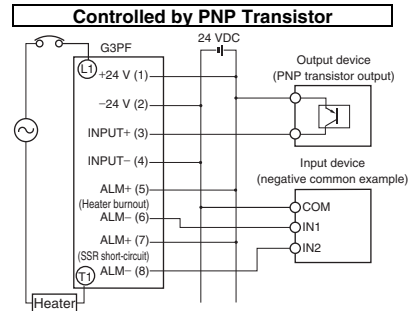 Controlled by PNP Transistor
24 VDC
G3PF
L1
+24 V (1)
−24 V (2)
INPUT+ (3)
INPUT− (4)
ALM+ (5)
(Heater burnout)
ALM− (6)
ALM+ (7)
(SSR short-circuit)
ALM− (8)
T1
Heater
Output device
(PNP transistor output)
Input device
(negative common example)
COM
IN1
IN2